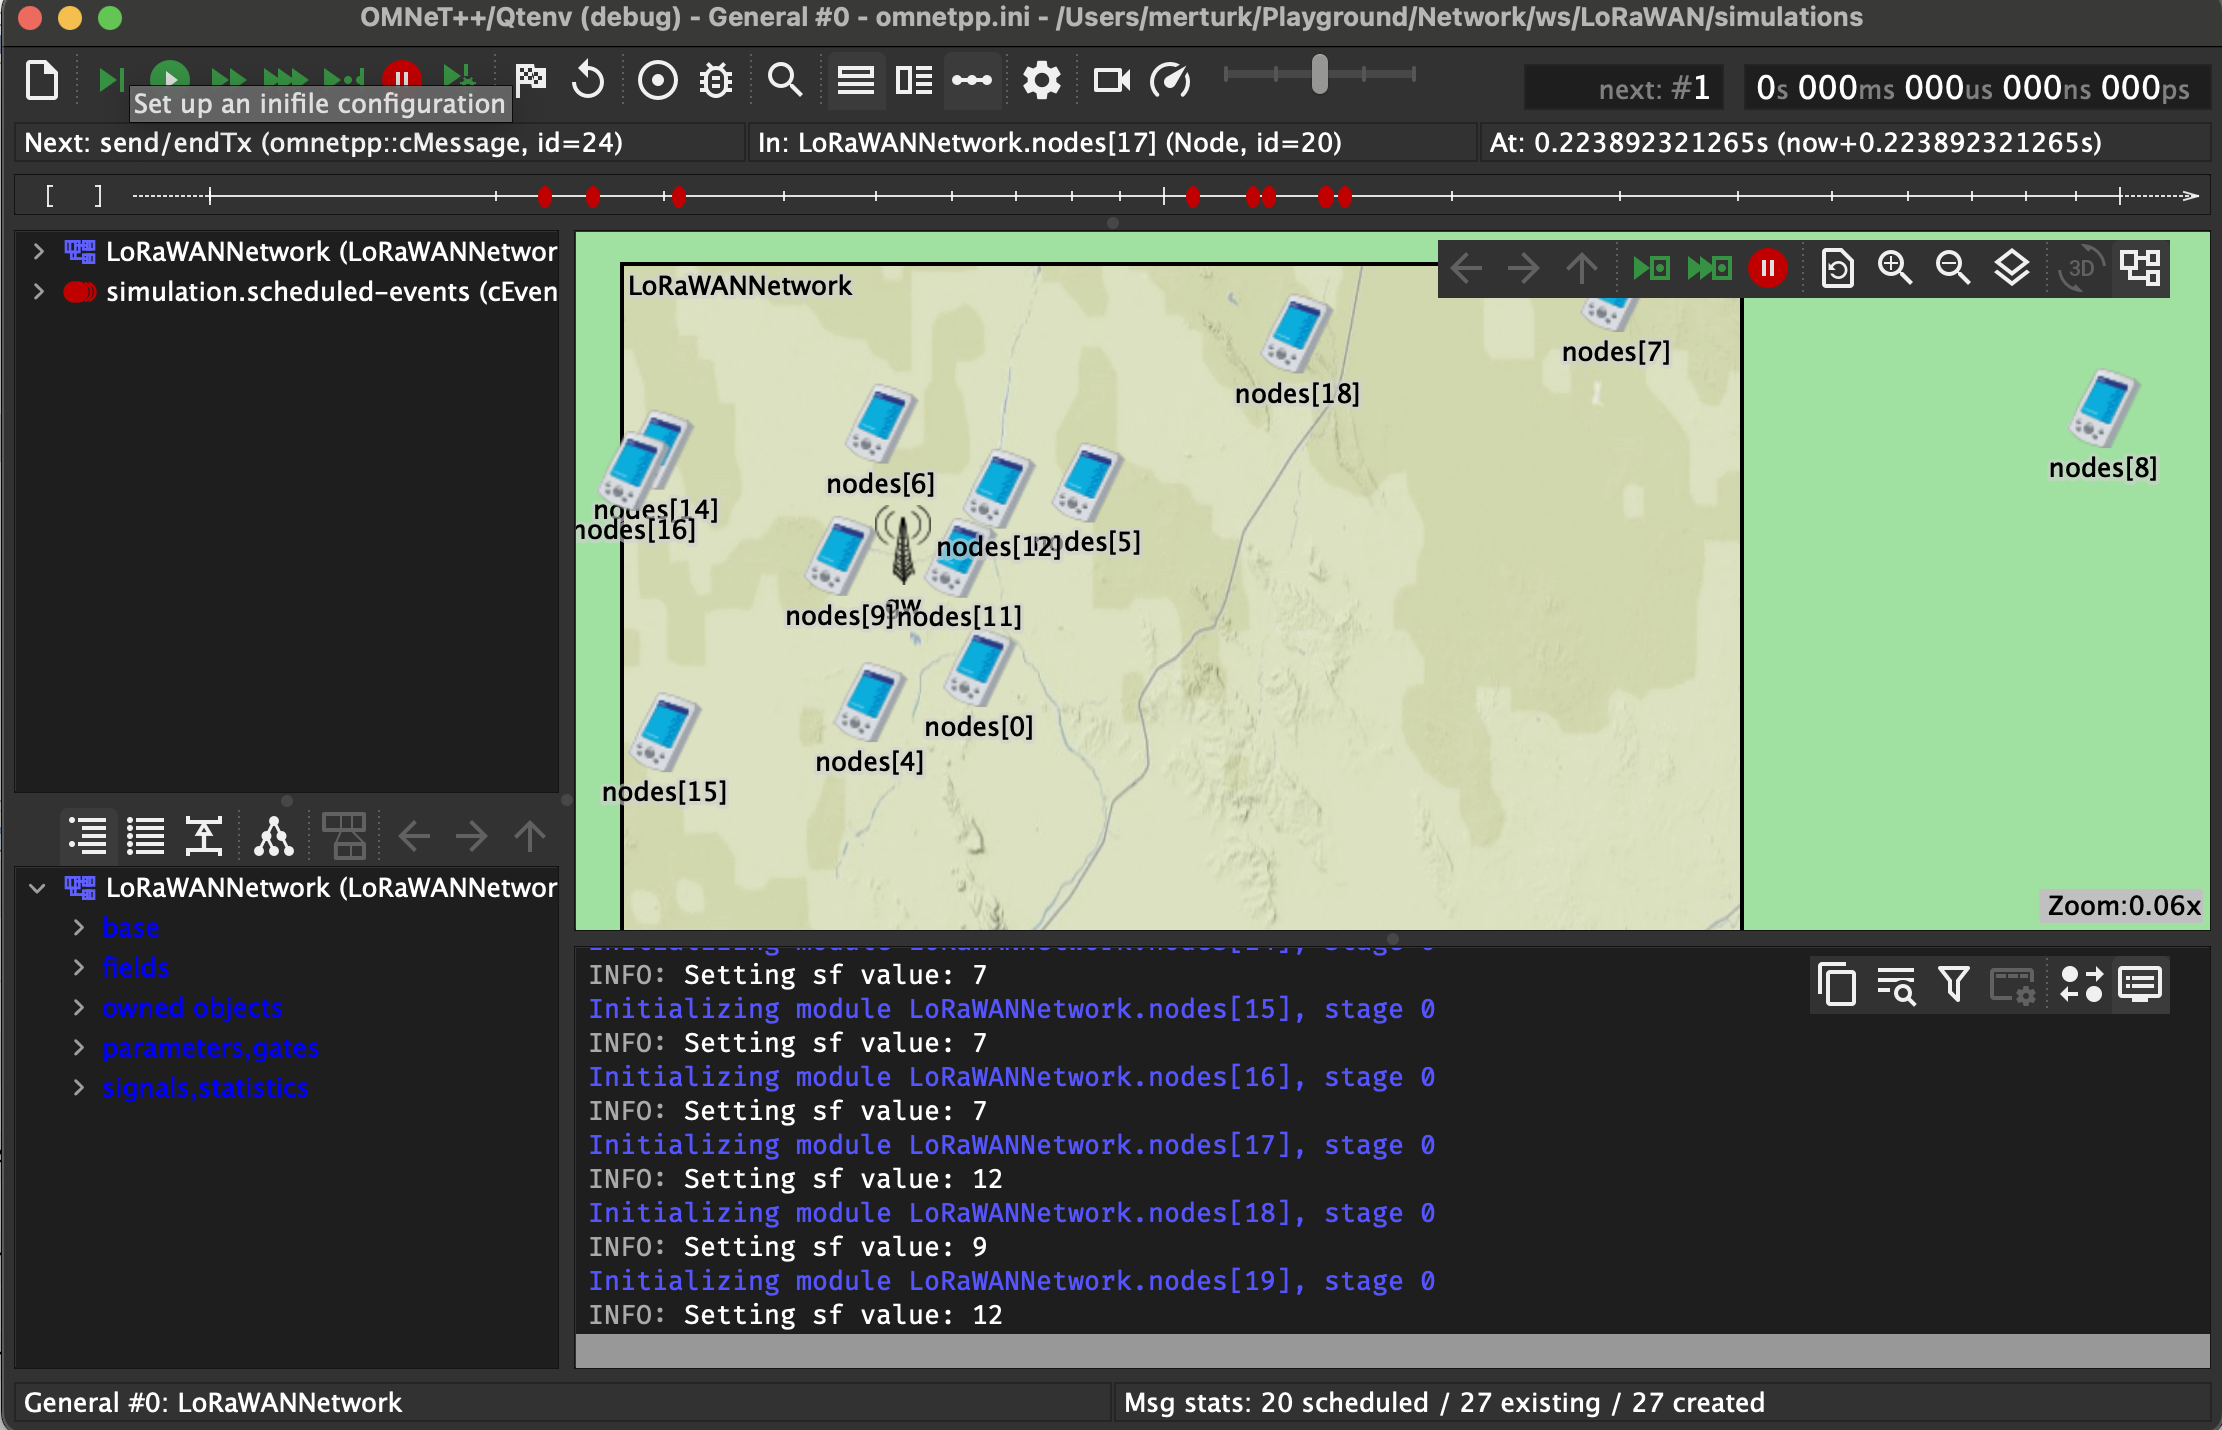 OMNeT++/Qtenv (debug) - General #0 - omnetpp.ini - /Users/merturk/Playground/Network/ws/LoRaWAN/simulations
next: #1
0s 000ms 000us 000ns 000ps
Set up an inifile configuration
Next: send/endTx (omnetpp::cMessage, id=24)
In: LoRaWANNetwork.nodes[17] (Node, id=20)
At: 0.223892321265s (now+0.223892321265s)
[ ]
LoRaWANNetwork (LoRaWANNetwor
simulation.scheduled-events (cEven
LoRaWANNetwork
3D
nodes[7]
nodes[18]
nodes[8]
nodes[6]
nodes[14]
nodes[16]
nodes[12]
nodes[5]
gw
nodes[9]
nodes[11]
nodes[0]
nodes[4]
nodes[15]
Zoom:0.06x
LoRaWANNetwork (LoRaWANNetwor
base
fields
owned objects
parameters,gates
signals,statistics
Initializing module LoRaWANNetwork.nodes[14], stage 0
INFO: Setting sf value: 7
Initializing module LoRaWANNetwork.nodes[15], stage 0
INFO: Setting sf value: 7
Initializing module LoRaWANNetwork.nodes[16], stage 0
INFO: Setting sf value: 7
Initializing module LoRaWANNetwork.nodes[17], stage 0
INFO: Setting sf value: 12
Initializing module LoRaWANNetwork.nodes[18], stage 0
INFO: Setting sf value: 9
Initializing module LoRaWANNetwork.nodes[19], stage 0
INFO: Setting sf value: 12
General #0: LoRaWANNetwork
Msg stats: 20 scheduled / 27 existing / 27 created